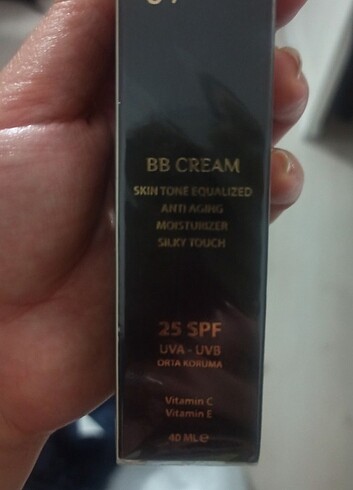 BB CREAM
SKIN TONE EQUALIZED
ANTI AGING
MOISTURIZER
SILKY TOUCH
25 SPF
UVA - UVB
ORTA KORUMA
Vitamin C
Vitamin E
40 ML ℮